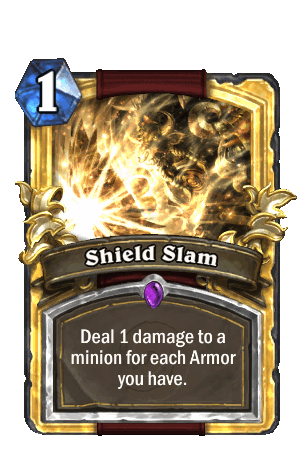 1
Shield Slam
Deal 1 damage to a
minion for each Armor
you have.